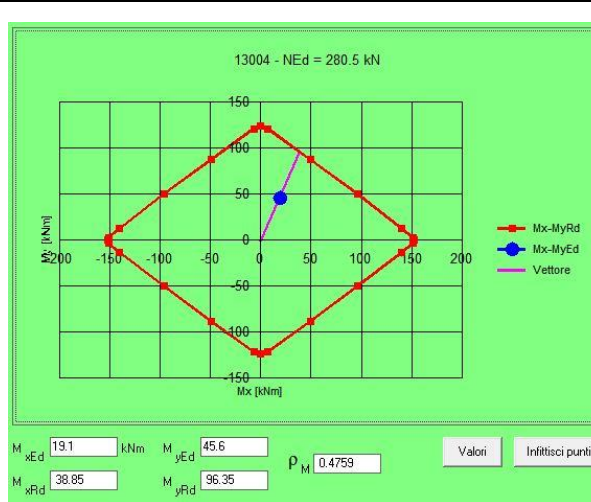 13004 - NEd = 280.5 kN
150
100
50
0
-50
-100
-150
-200 -150 -100 -50 0 50 100 150 200
My [kNm]
Mx [kNm]
Mx-MyRd
Mx-MyEd
Vettore
M xEd 19.1 kNm M yEd 45.6
M xRd 38.85 M yRd 96.35
ρ M 0.4759
Valori Infittisci punti